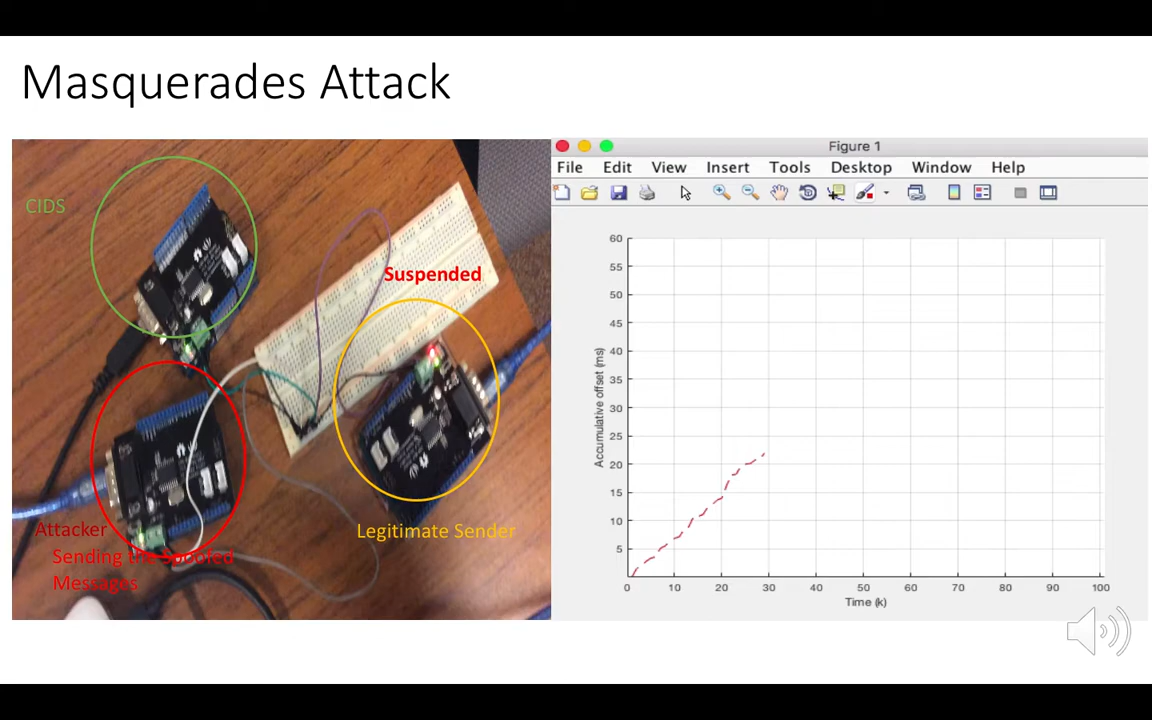 Masquerades Attack
CIDS
Suspended
Attacker
Sending the Spoofed
Messages
Legitimate Sender
Figure 1
File Edit View Insert Tools Desktop Window Help
60
55
50
45
40
35
30
25
20
15
10
5
Accumulative offset (ms)
0 10 20 30 40 50 60 70 80 90 100
Time (k)